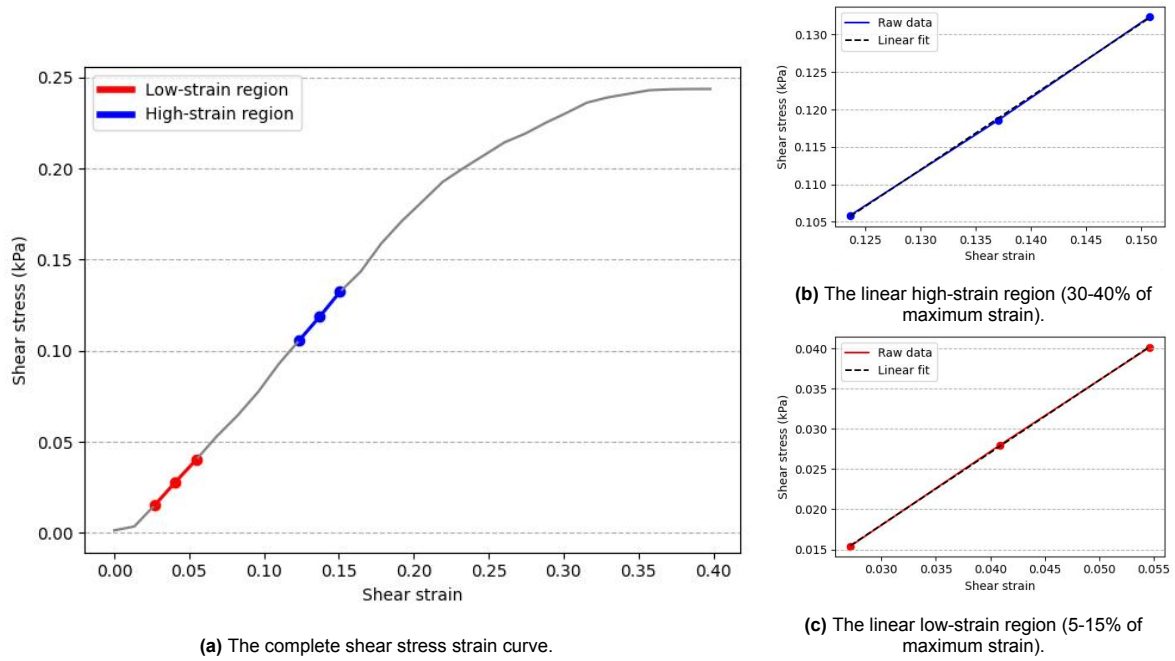 Low-strain region
High-strain region
0.25
0.20
0.15
0.10
0.05
0.00
Shear stress (kPa)
0.00 0.05 0.10 0.15 0.20 0.25 0.30 0.35 0.40
Shear strain
(a) The complete shear stress strain curve.
Raw data
Linear fit
0.130
0.125
0.120
0.115
0.110
0.105
Shear stress (kPa)
0.125 0.130 0.135 0.140 0.145 0.150
Shear strain
(b) The linear high-strain region (30-40% of
maximum strain).
Raw data
Linear fit
0.040
0.035
0.030
0.025
0.020
0.015
Shear stress (kPa)
0.030 0.035 0.040 0.045 0.050 0.055
Shear strain
(c) The linear low-strain region (5-15% of
maximum strain).